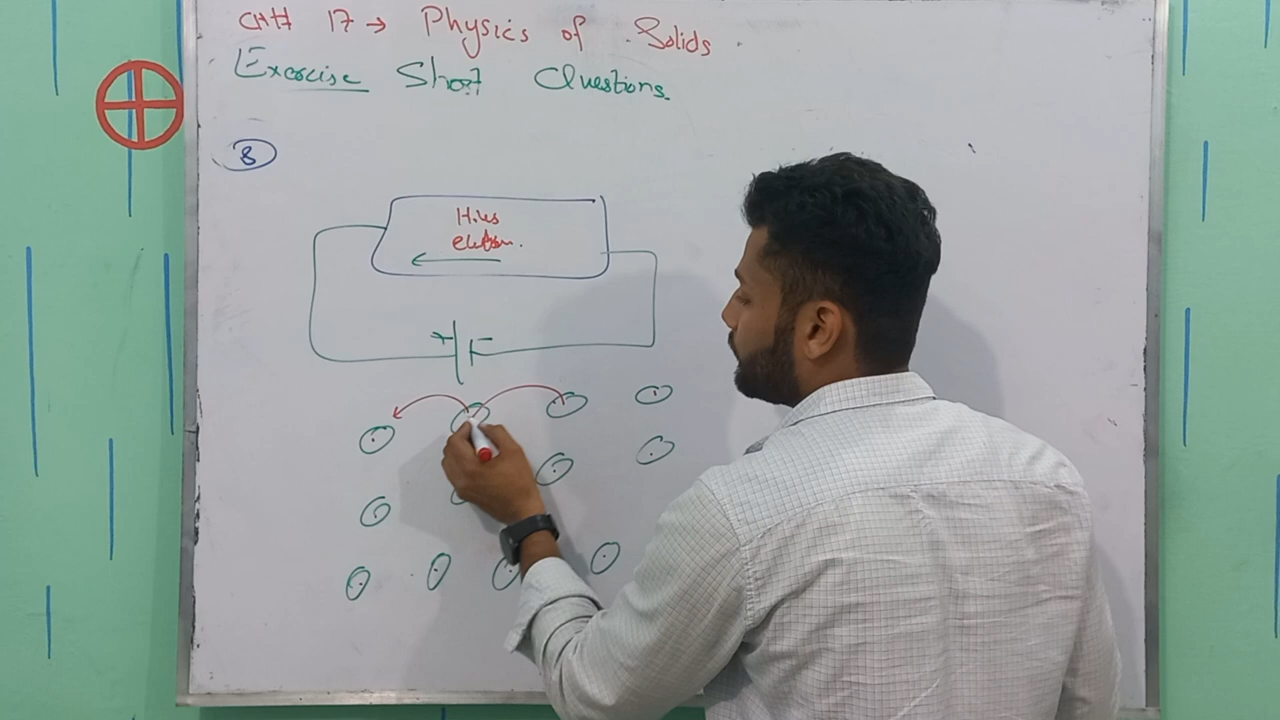 CH# 17 → Physics of Solids
Exercise Short Questions.
8
Holes
electron.
+ -